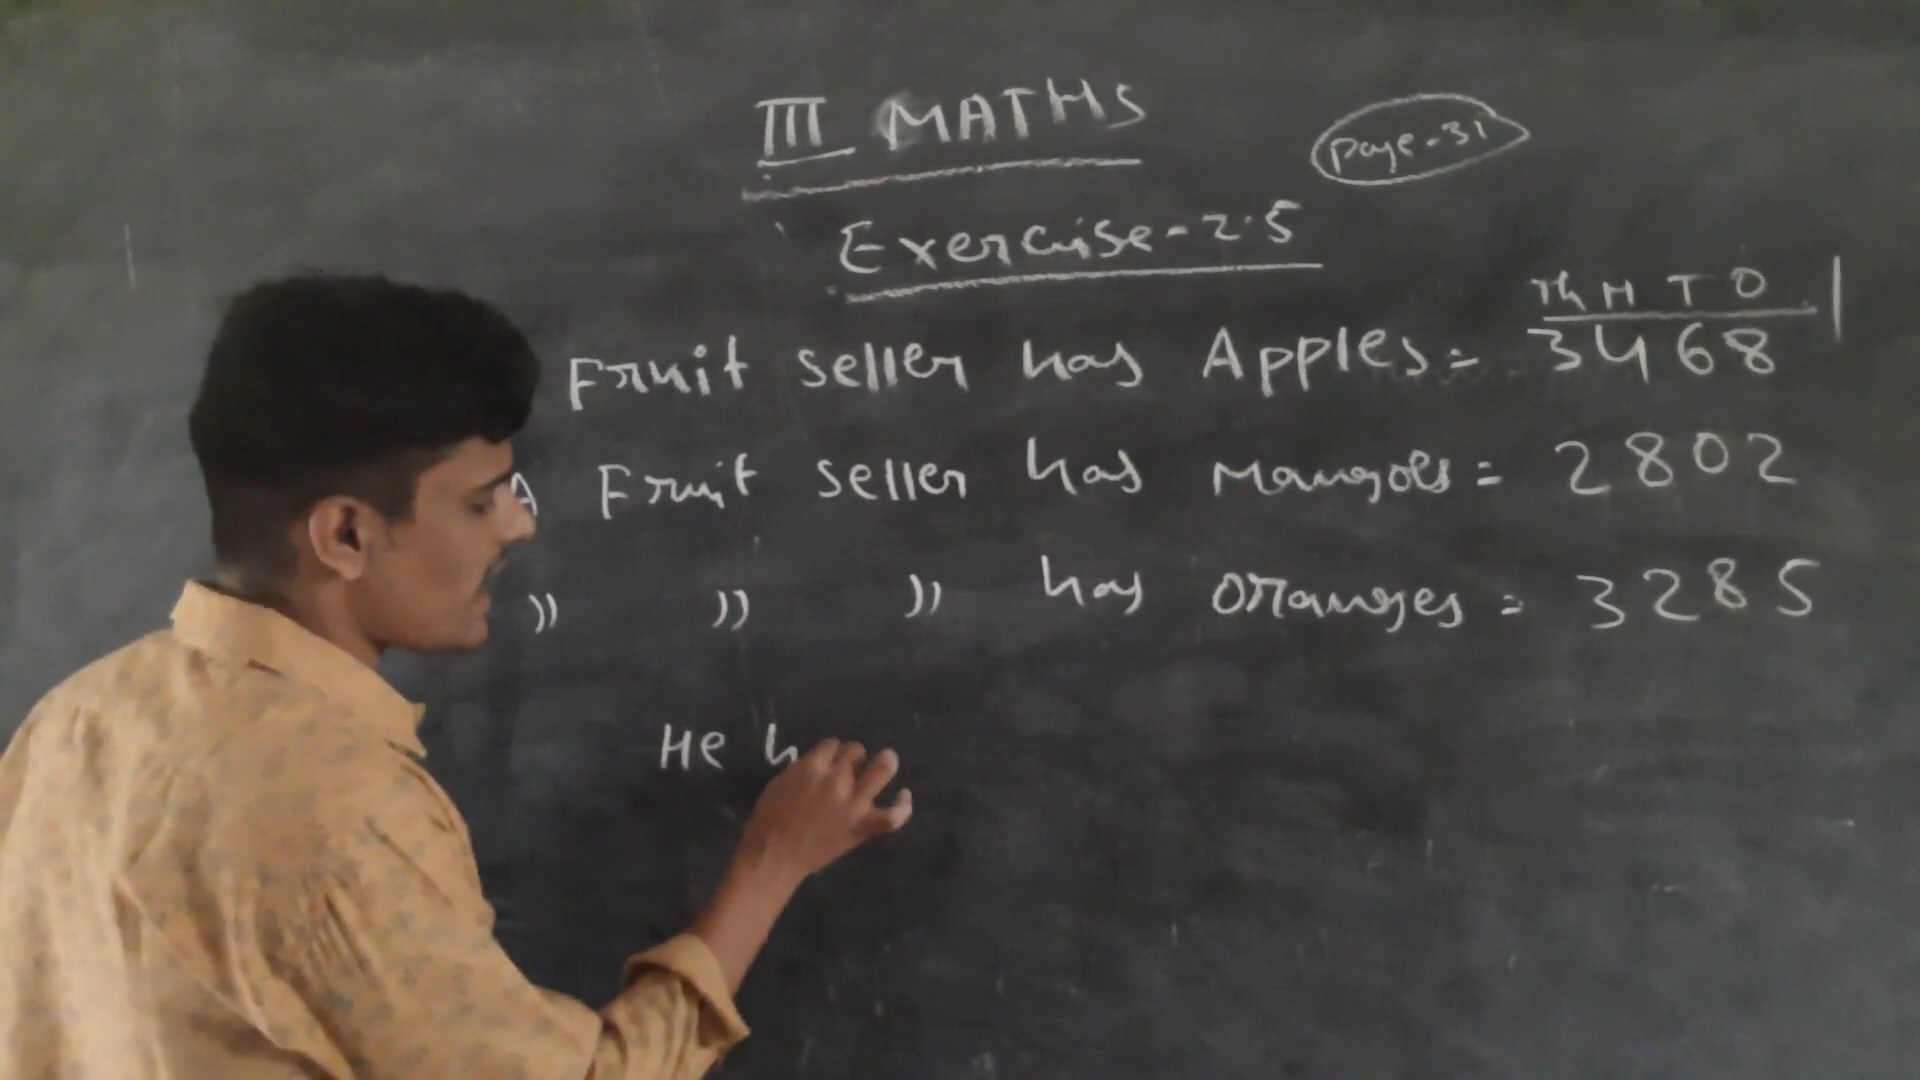 III MATHS
Page-31
Exercise-2.5
Th H T O
Fruit seller has Apples = 3468
A Fruit seller has Mangoes = 2802
" " " has oranges = 3285
He h